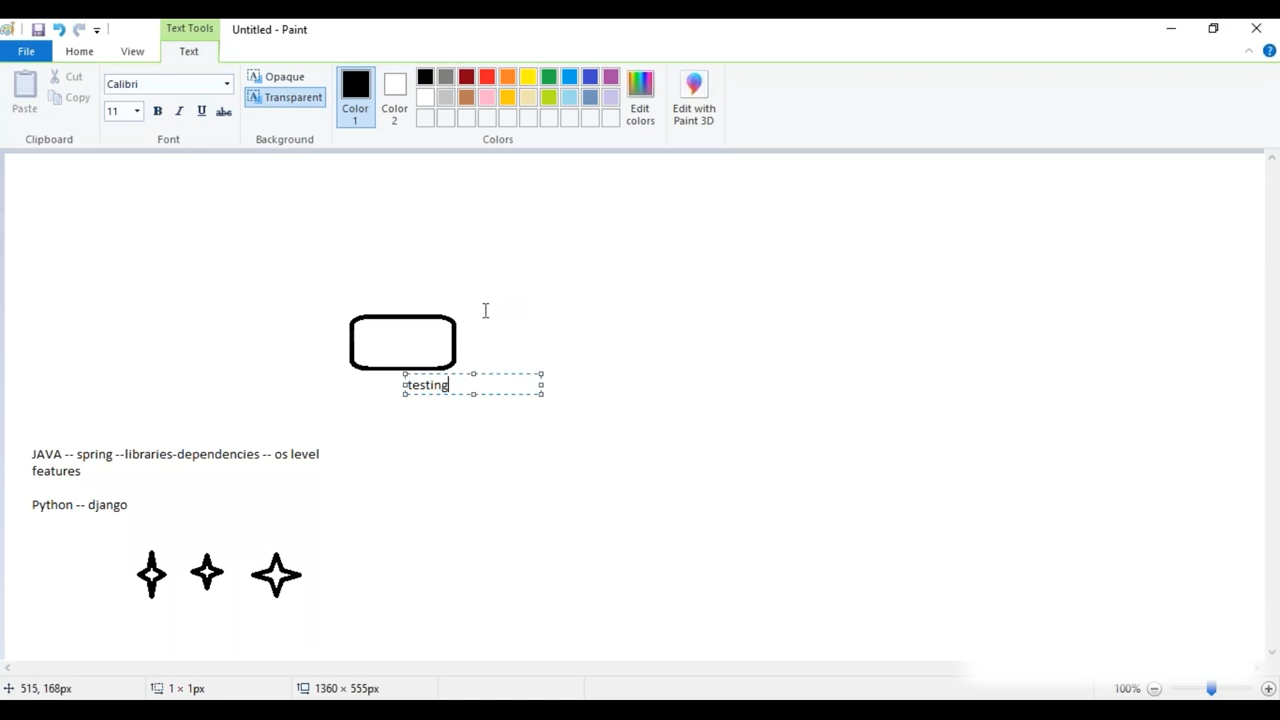 Text Tools
Untitled - Paint
File
Home
View
Text
Paste
Cut
Copy
Clipboard
Calibri
11
B I U abc
Font
Opaque
Transparent
Background
Color 1
Color 2
Edit colors
Colors
Edit with Paint 3D
testing
JAVA -- spring --libraries-dependencies -- os level
features
Python -- django
515, 168px
1 × 1px
1360 × 555px
100%